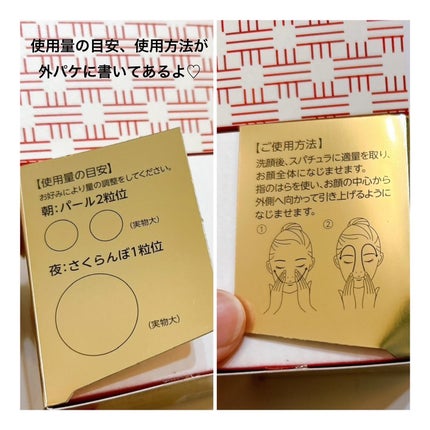 使用量の目安、使用方法が
外パケに書いてあるよ♡
【使用量の目安】
お好みにより量の調整をしてください。
朝:パール2粒位
(実物大)
夜:さくらんぼ1粒位
(実物大)
【ご使用方法】
洗顔後、スパチュラに適量を取り、
お顔全体になじませます。
指のはらを使い、お顔の中心から
外側へ向かって引き上げるように
なじませます。
① ②